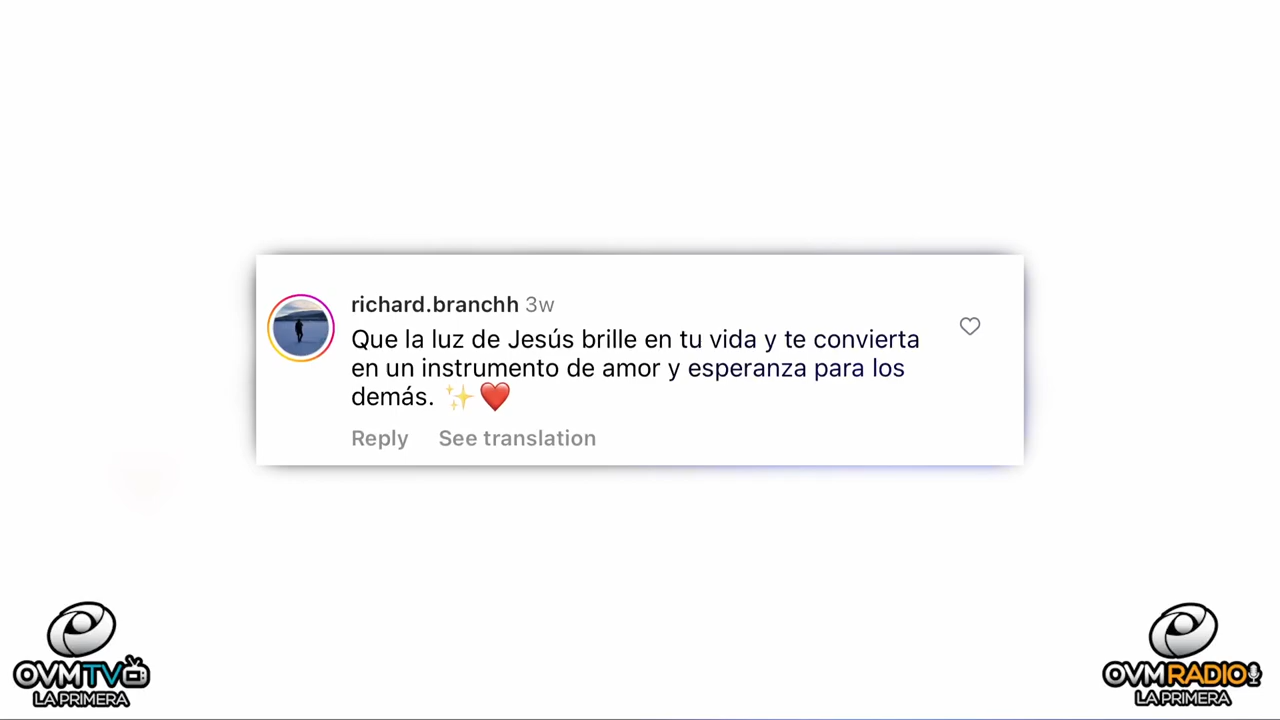 richard.branchh 3w
Que la luz de Jesús brille en tu vida y te convierta
en un instrumento de amor y esperanza para los
demás. ✨❤️
Reply See translation
OVMTV
LA PRIMERA
OVMRADIO
LA PRIMERA